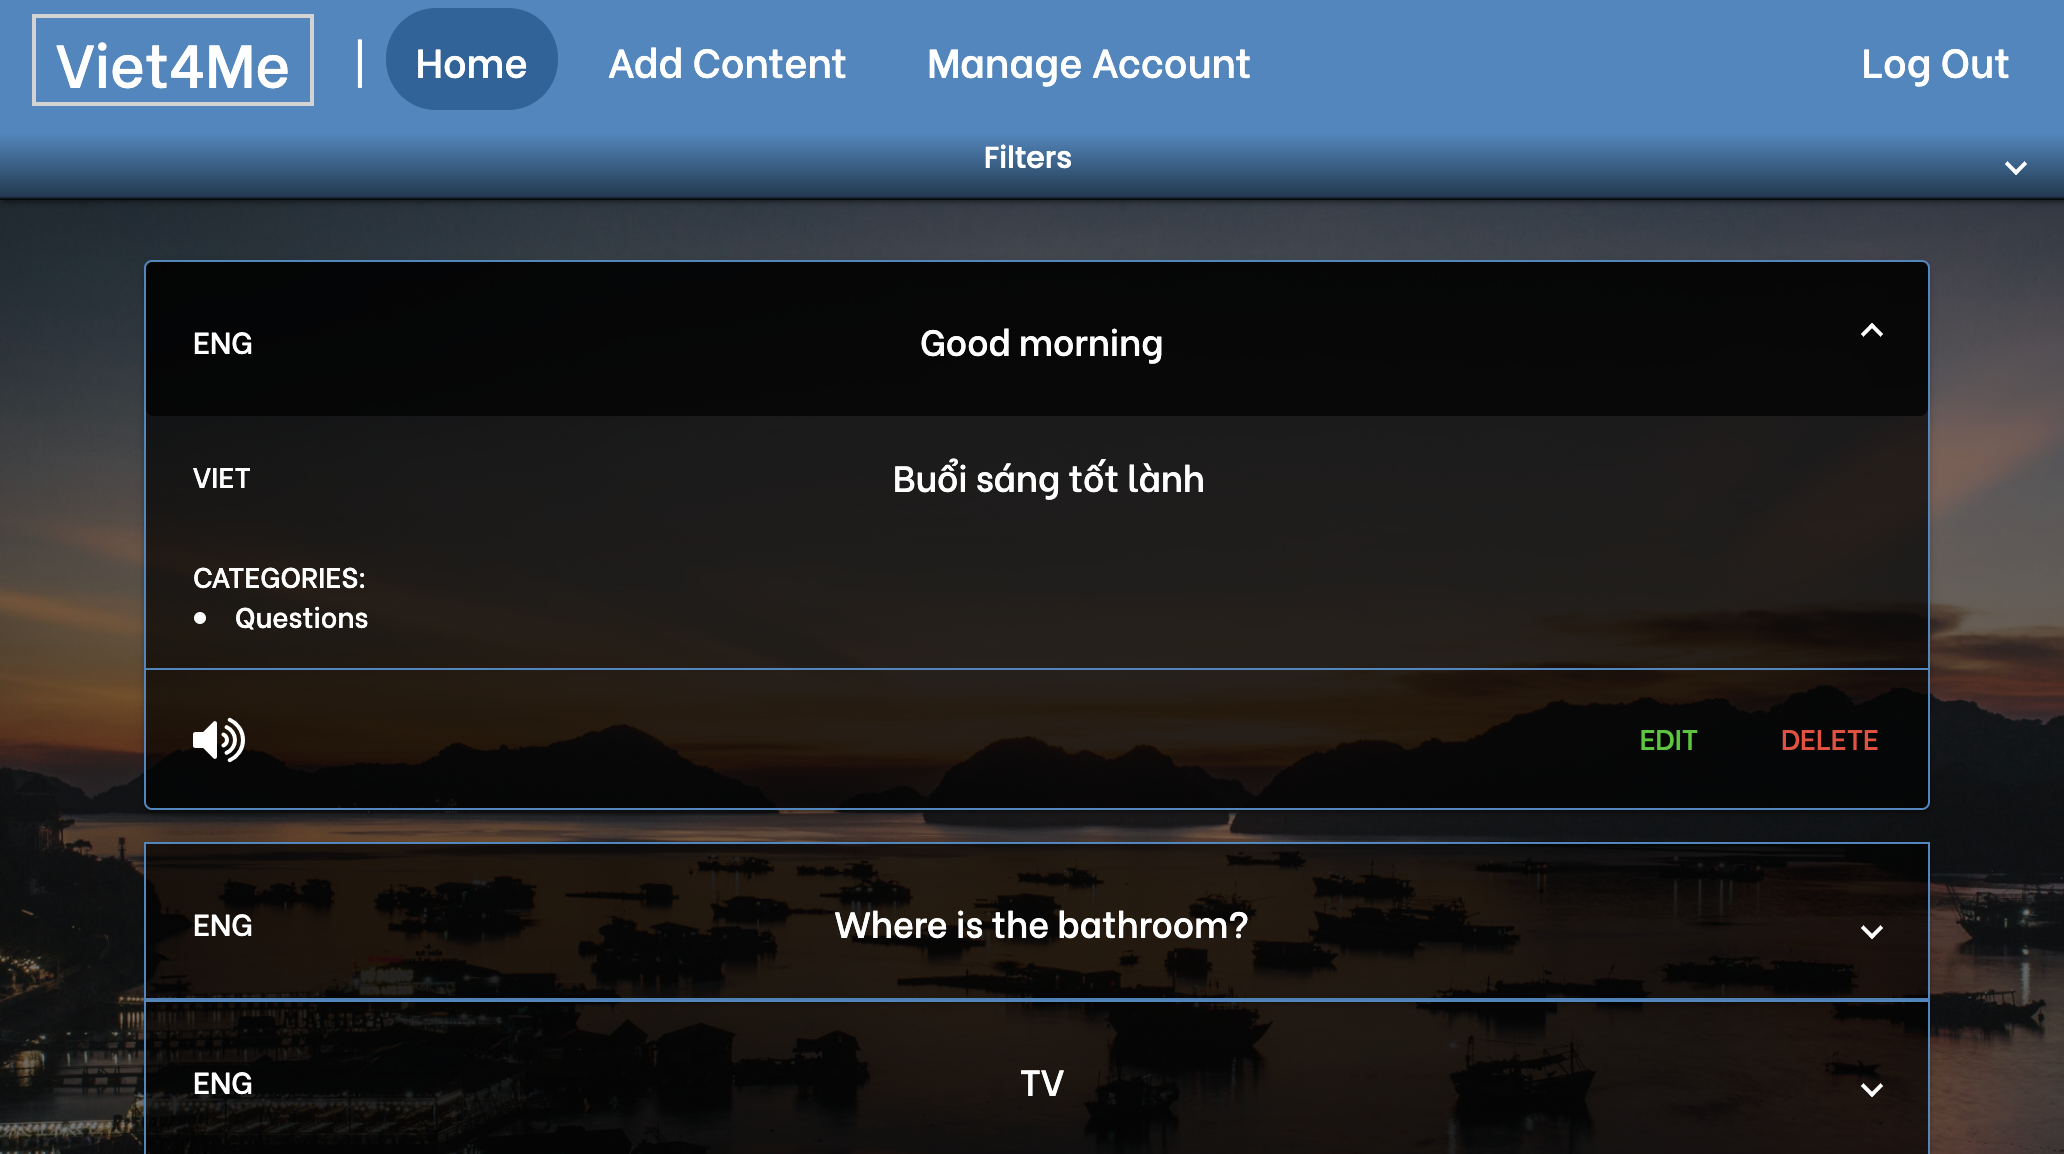 Viet4Me | Home Add Content Manage Account Log Out
Filters
ENG Good morning
VIET Buổi sáng tốt lành
CATEGORIES:
• Questions
EDIT DELETE
ENG Where is the bathroom?
ENG TV